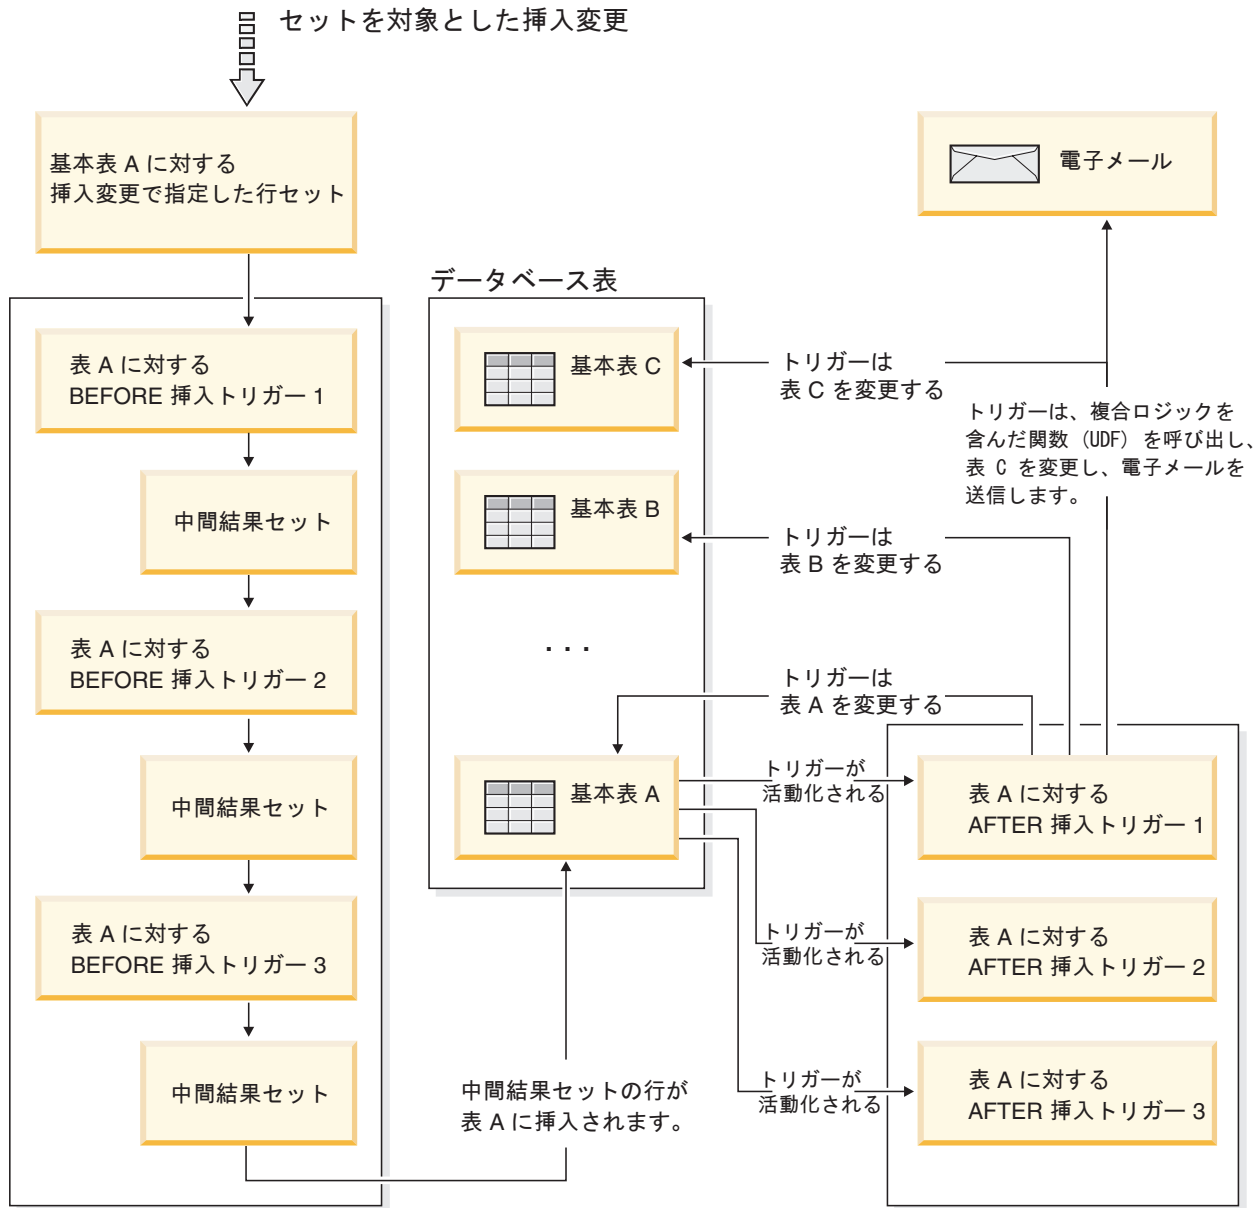 セットを対象とした挿入変更
基本表 A に対する
挿入変更で指定した行セット
電子メール
データベース表
表 A に対する
BEFORE 挿入トリガー 1
基本表 C
トリガーは
表 C を変更する
トリガーは、複合ロジックを
含んだ関数 (UDF) を呼び出し、
表 C を変更し、電子メールを
送信します。
中間結果セット
基本表 B
トリガーは
表 B を変更する
表 A に対する
BEFORE 挿入トリガー 2
...
トリガーは
表 A を変更する
中間結果セット
基本表 A
トリガーが
活動化される
表 A に対する
AFTER 挿入トリガー 1
表 A に対する
BEFORE 挿入トリガー 3
トリガーが
活動化される
表 A に対する
AFTER 挿入トリガー 2
中間結果セット
中間結果セットの行が
表 A に挿入されます。
トリガーが
活動化される
表 A に対する
AFTER 挿入トリガー 3